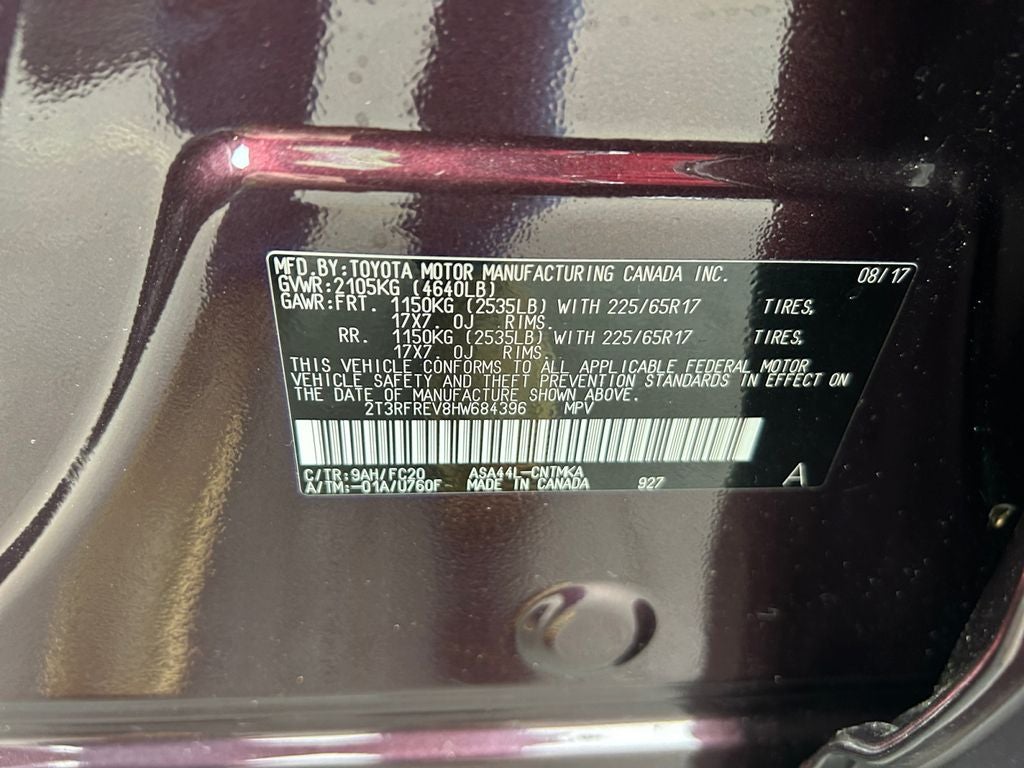 MFD.BY:TOYOTA MOTOR MANUFACTURING CANADA INC. 08/17
GVWR:2105KG (4640LB)
GAWR:FRT. 1150KG (2535LB) WITH 225/65R17 TIRES,
17X7.0J RIMS.
RR. 1150KG (2535LB) WITH 225/65R17 TIRES,
17X7.0J RIMS.
THIS VEHICLE CONFORMS TO ALL APPLICABLE FEDERAL MOTOR
VEHICLE SAFETY AND THEFT PREVENTION STANDARDS IN EFFECT ON
THE DATE OF MANUFACTURE SHOWN ABOVE.
2T3RFREV8HW684396 MPV
C/TR:9AH/FC20 ASA44L-CNTMKA
A/TM:-01A/U760F MADE IN CANADA 927 A